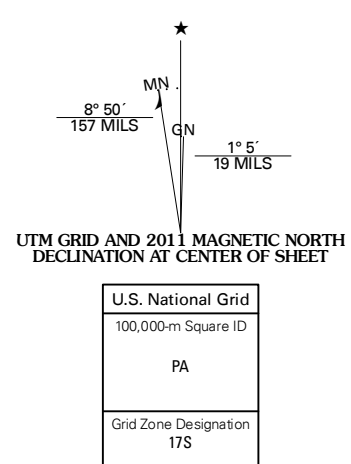 ★
MN
8° 50´
157 MILS
GN
1° 5´
19 MILS
UTM GRID AND 2011 MAGNETIC NORTH
DECLINATION AT CENTER OF SHEET
U.S. National Grid
100,000-m Square ID
PA
Grid Zone Designation
17S